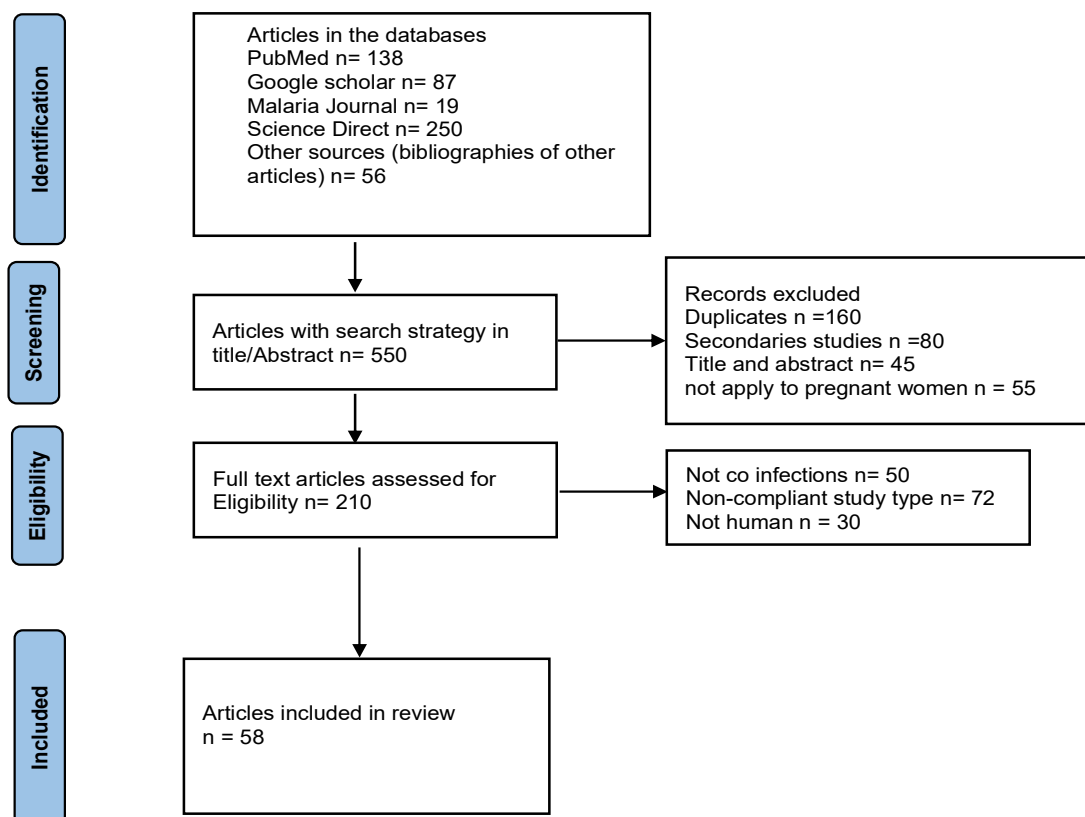 Identification
Articles in the databases
PubMed n= 138
Google scholar n= 87
Malaria Journal n= 19
Science Direct n= 250
Other sources (bibliographies of other
articles) n= 56
Screening
Articles with search strategy in
title/Abstract n= 550
Records excluded
Duplicates n =160
Secondaries studies n =80
Title and abstract n= 45
not apply to pregnant women n = 55
Eligibility
Full text articles assessed for
Eligibility n= 210
Not co infections n= 50
Non-compliant study type n= 72
Not human n = 30
Included
Articles included in review
n = 58